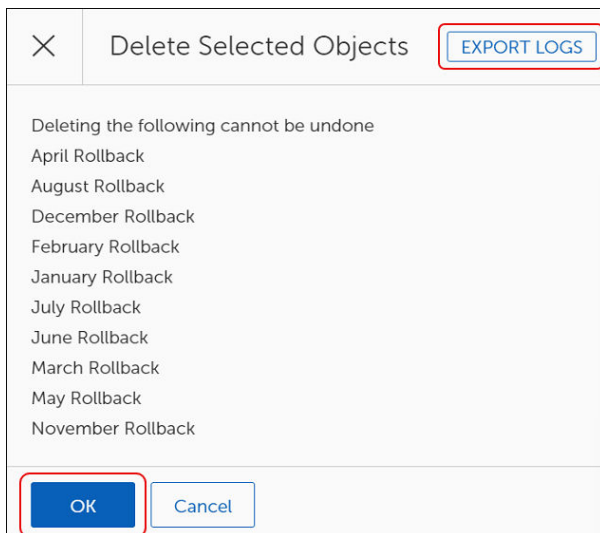 Delete Selected Objects EXPORT LOGS
Deleting the following cannot be undone
April Rollback
August Rollback
December Rollback
February Rollback
January Rollback
July Rollback
June Rollback
March Rollback
May Rollback
November Rollback
OK Cancel